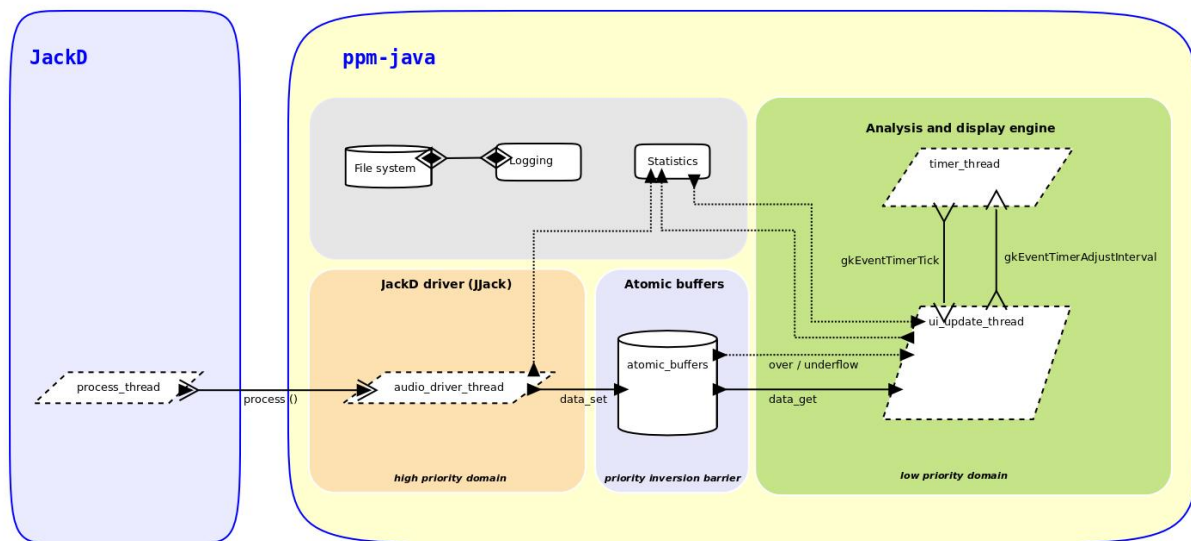 JackD
ppm-java
Analysis and display engine
File system
Logging
Statistics
timer_thread
gkEventTimerTick
gkEventTimerAdjustInterval
JackD driver (JJack)
Atomic buffers
ui_update_thread
atomic_buffers
over / underflow
process_thread
process ()
audio_driver_thread
data_set
data_get
high priority domain
priority inversion barrier
low priority domain